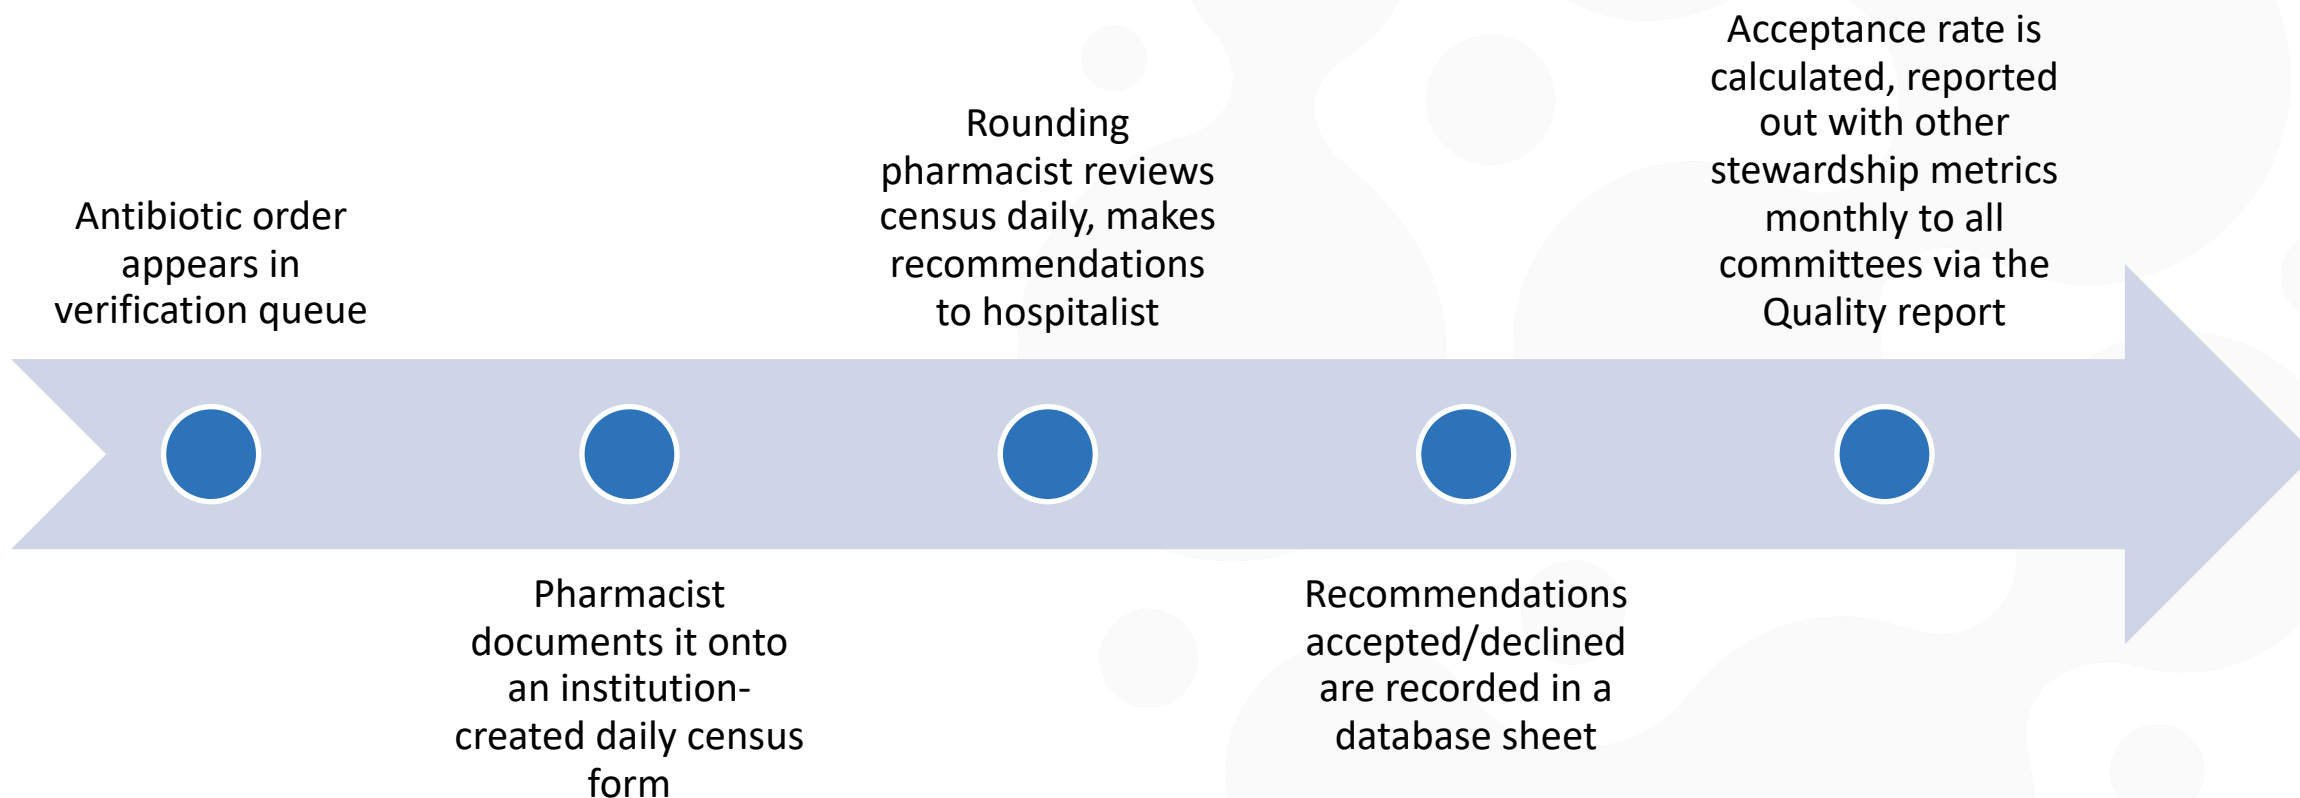 Antibiotic order
appears in
verification queue
Pharmacist
documents it onto
an institution-
created daily census
form
Rounding
pharmacist reviews
census daily, makes
recommendations
to hospitalist
Recommendations
accepted/declined
are recorded in a
database sheet
Acceptance rate is
calculated, reported
out with other
stewardship metrics
monthly to all
committees via the
Quality report